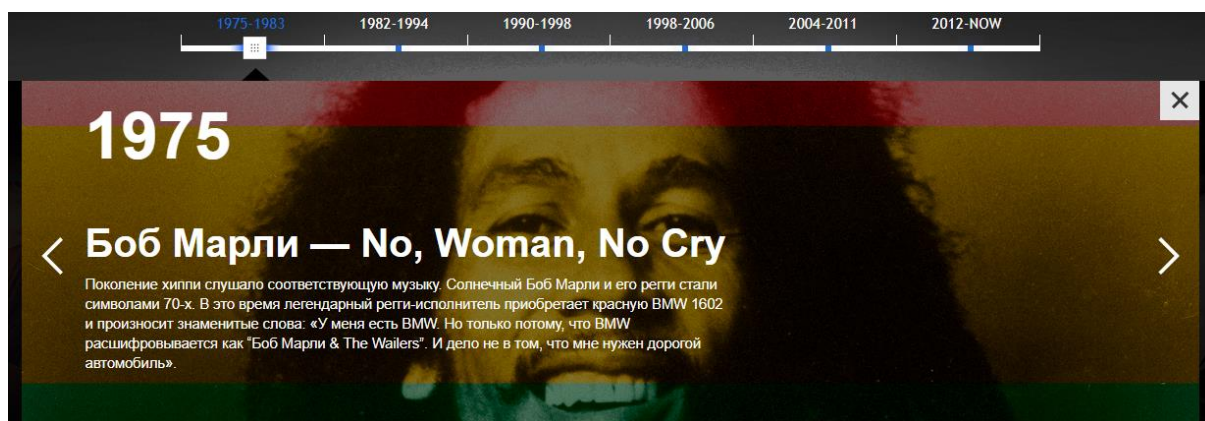 1975-1983 1982-1994 1990-1998 1998-2006 2004-2011 2012-NOW
1975
Боб Марли — No, Woman, No Cry
Поколение хиппи слушало соответствующую музыку. Солнечный Боб Марли и его регги стали
символами 70-х. В это время легендарный регги-исполнитель приобретает красную BMW 1602
и произносит знаменитые слова: «У меня есть BMW. Но только потому, что BMW
расшифровывается как “Боб Марли & The Wailers”. И дело не в том, что мне нужен дорогой
автомобиль».